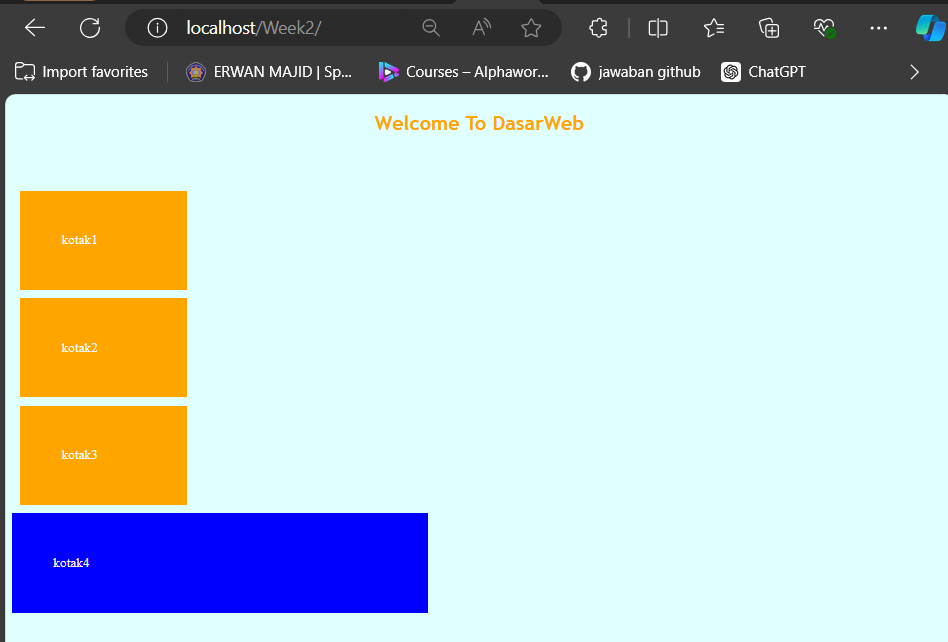 localhost/Week2/
Import favorites
ERWAN MAJID | Sp...
Courses – Alphawor...
jawaban github
ChatGPT
Welcome To DasarWeb
kotak1
kotak2
kotak3
kotak4